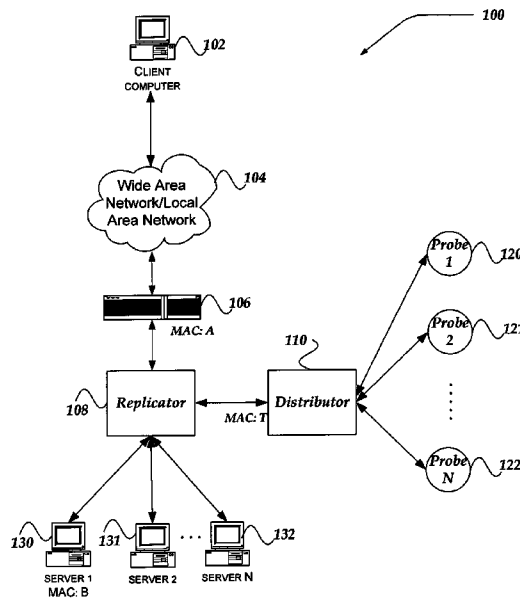 100
102
CLIENT
COMPUTER
Wide Area
Network/Local
Area Network
104
106
MAC: A
Probe
1
120
Probe
2
121
110
108
Replicator
MAC: T
Distributor
Probe
N
122
130
131
132
SERVER 1
MAC: B
SERVER 2
SERVER N